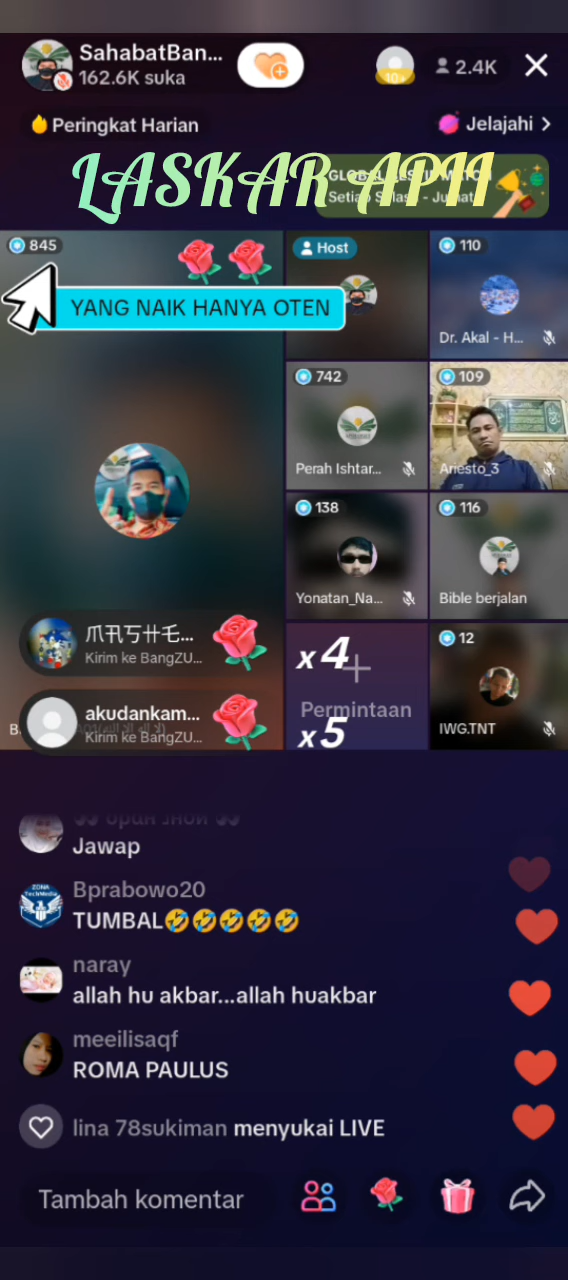 SahabatBan...
162.6K suka
10+
2.4K
Peringkat Harian
Jelajahi
LASKAR APII
Setiap Selasa - Jumat
845
Host
110
YANG NAIK HANYA OTEN
Dr. Akal - H...
742
109
Perah Ishtar...
Ariesto_3
138
116
Yonatan_Na...
Bible berjalan
12
Kirim ke BangZU...
x4
Permintaan
akudankam...
Kirim ke BangZU...
x5
IWG.TNT
Jawap
Bprabowo20
TUMBAL🤣🤣🤣🤣🤣
naray
allah hu akbar...allah huakbar
meeilisaqf
ROMA PAULUS
lina 78sukiman menyukai LIVE
Tambah komentar